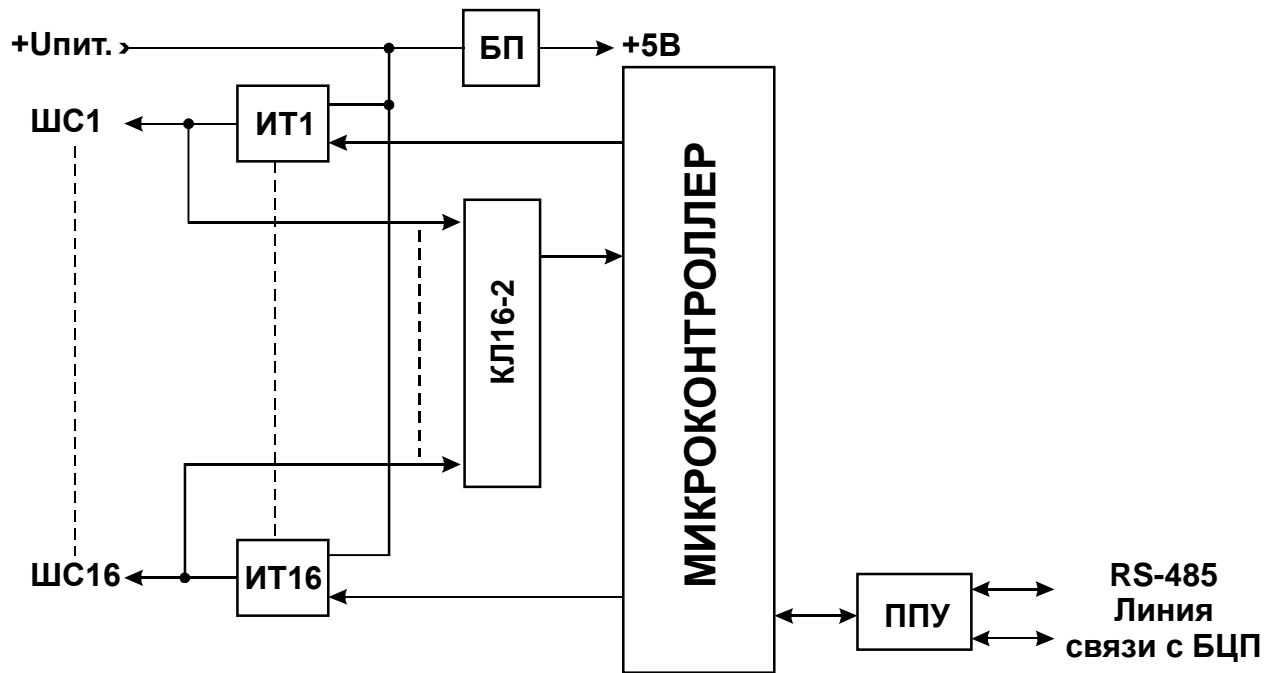 +Uпит.
БП
+5В
ШС1
ИТ1
КЛ16-2
МИКРОКОНТРОЛЛЕР
ШС16
ИТ16
ППУ
RS-485
Линия
связи с БЦП